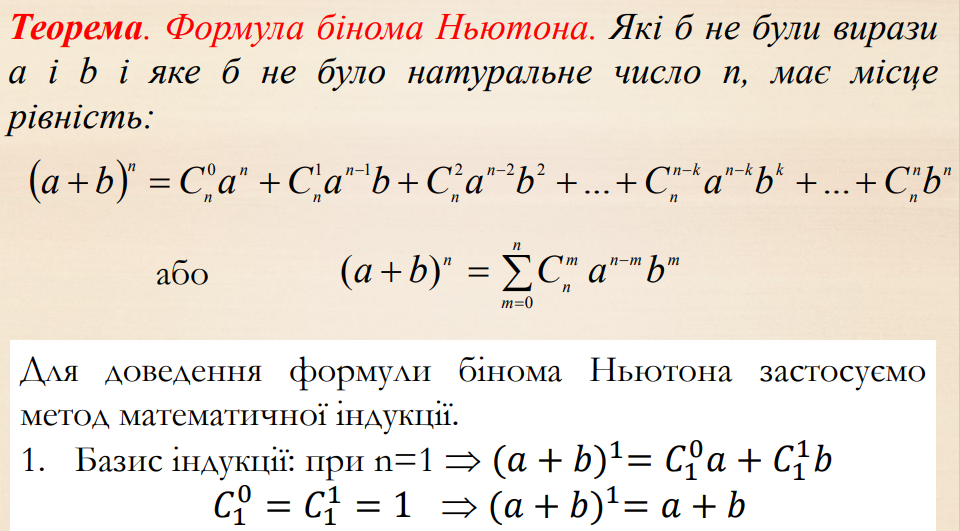 Теорема. Формула бінома Ньютона. Які б не були вирази
a і b і яке б не було натуральне число n, має місце
рівність:
(a + b)^n = C_n^0 a^n + C_n^1 a^{n−1} b + C_n^2 a^{n−2} b^2 + ... + C_n^{n−k} a^{n−k} b^k + ... + C_n^n b^n
або (a + b)^n = ∑_{m=0}^{n} C_n^m a^{n−m} b^m
Для доведення формули бінома Ньютона застосуємо
метод математичної індукції.
1. Базис індукції: при n=1 ⇒ (a + b)^1 = C_1^0 a + C_1^1 b
C_1^0 = C_1^1 = 1 ⇒ (a + b)^1 = a + b